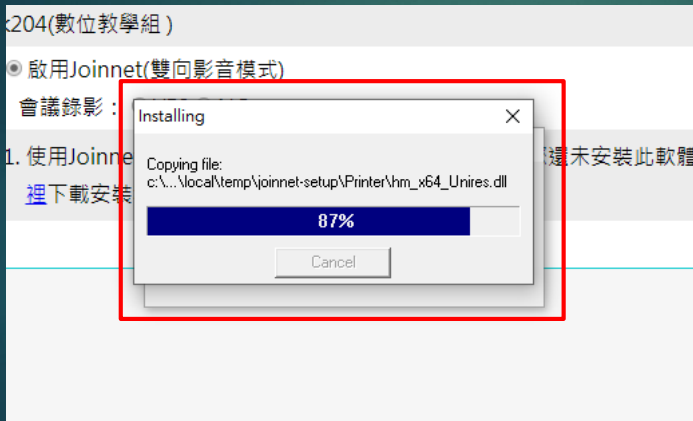 k204(數位教學組 )
啟用Joinnet(雙向影音模式)
會議錄影：
Installing
1. 使用Joinne
還未安裝此軟體
Copying file:
c:\...\local\temp\joinnet-setup\Printer\hm_x64_Unires.dll
裡下載安裝
87%
Cancel